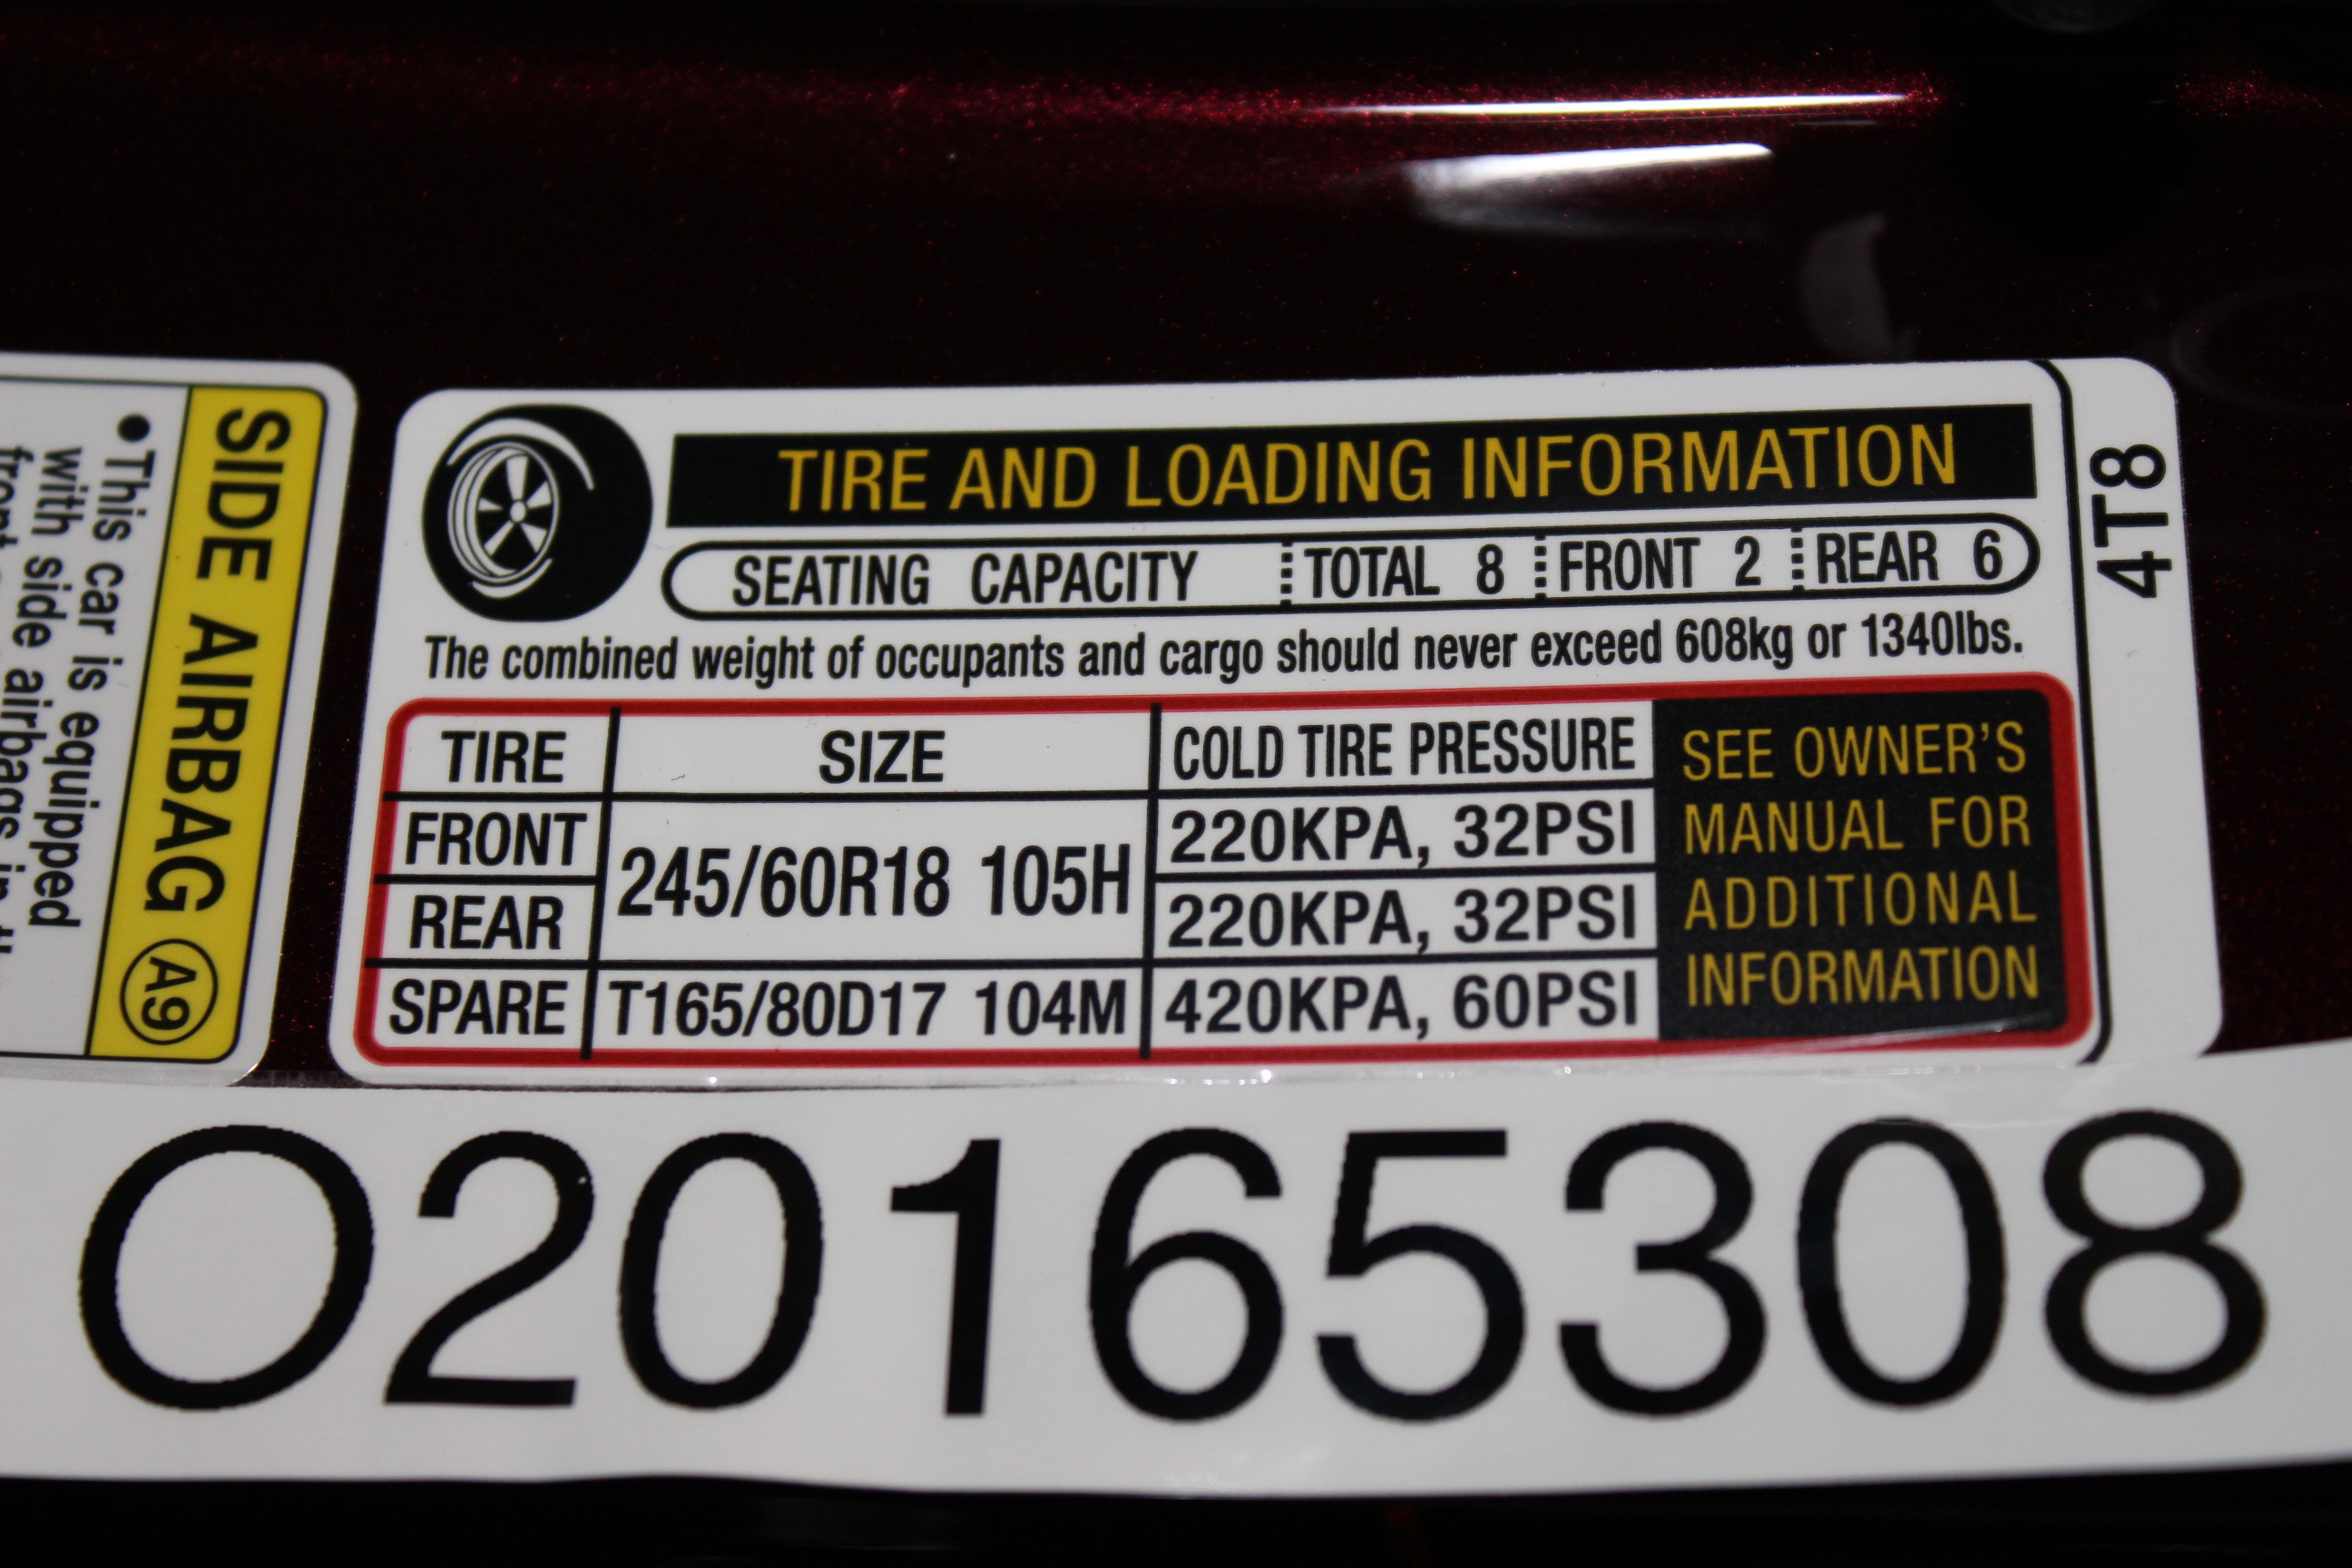 SIDE AIRBAG A9
●This car is equipped
with side airbags in
TIRE AND LOADING INFORMATION
SEATING CAPACITY TOTAL 8 FRONT 2 REAR 6
The combined weight of occupants and cargo should never exceed 608kg or 1340lbs.
TIRE SIZE COLD TIRE PRESSURE
FRONT 245/60R18 105H 220KPA, 32PSI
REAR 220KPA, 32PSI
SPARE T165/80D17 104M 420KPA, 60PSI
SEE OWNER'S
MANUAL FOR
ADDITIONAL
INFORMATION
4T8
O20165308